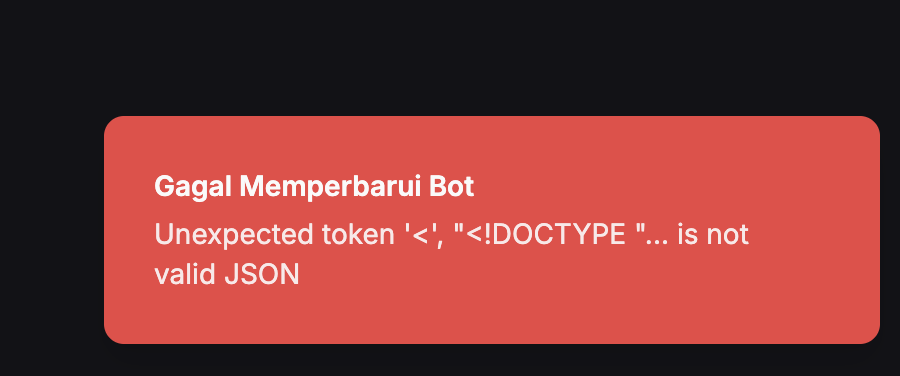 Gagal Memperbarui Bot
Unexpected token '<', "<!DOCTYPE "... is not
valid JSON